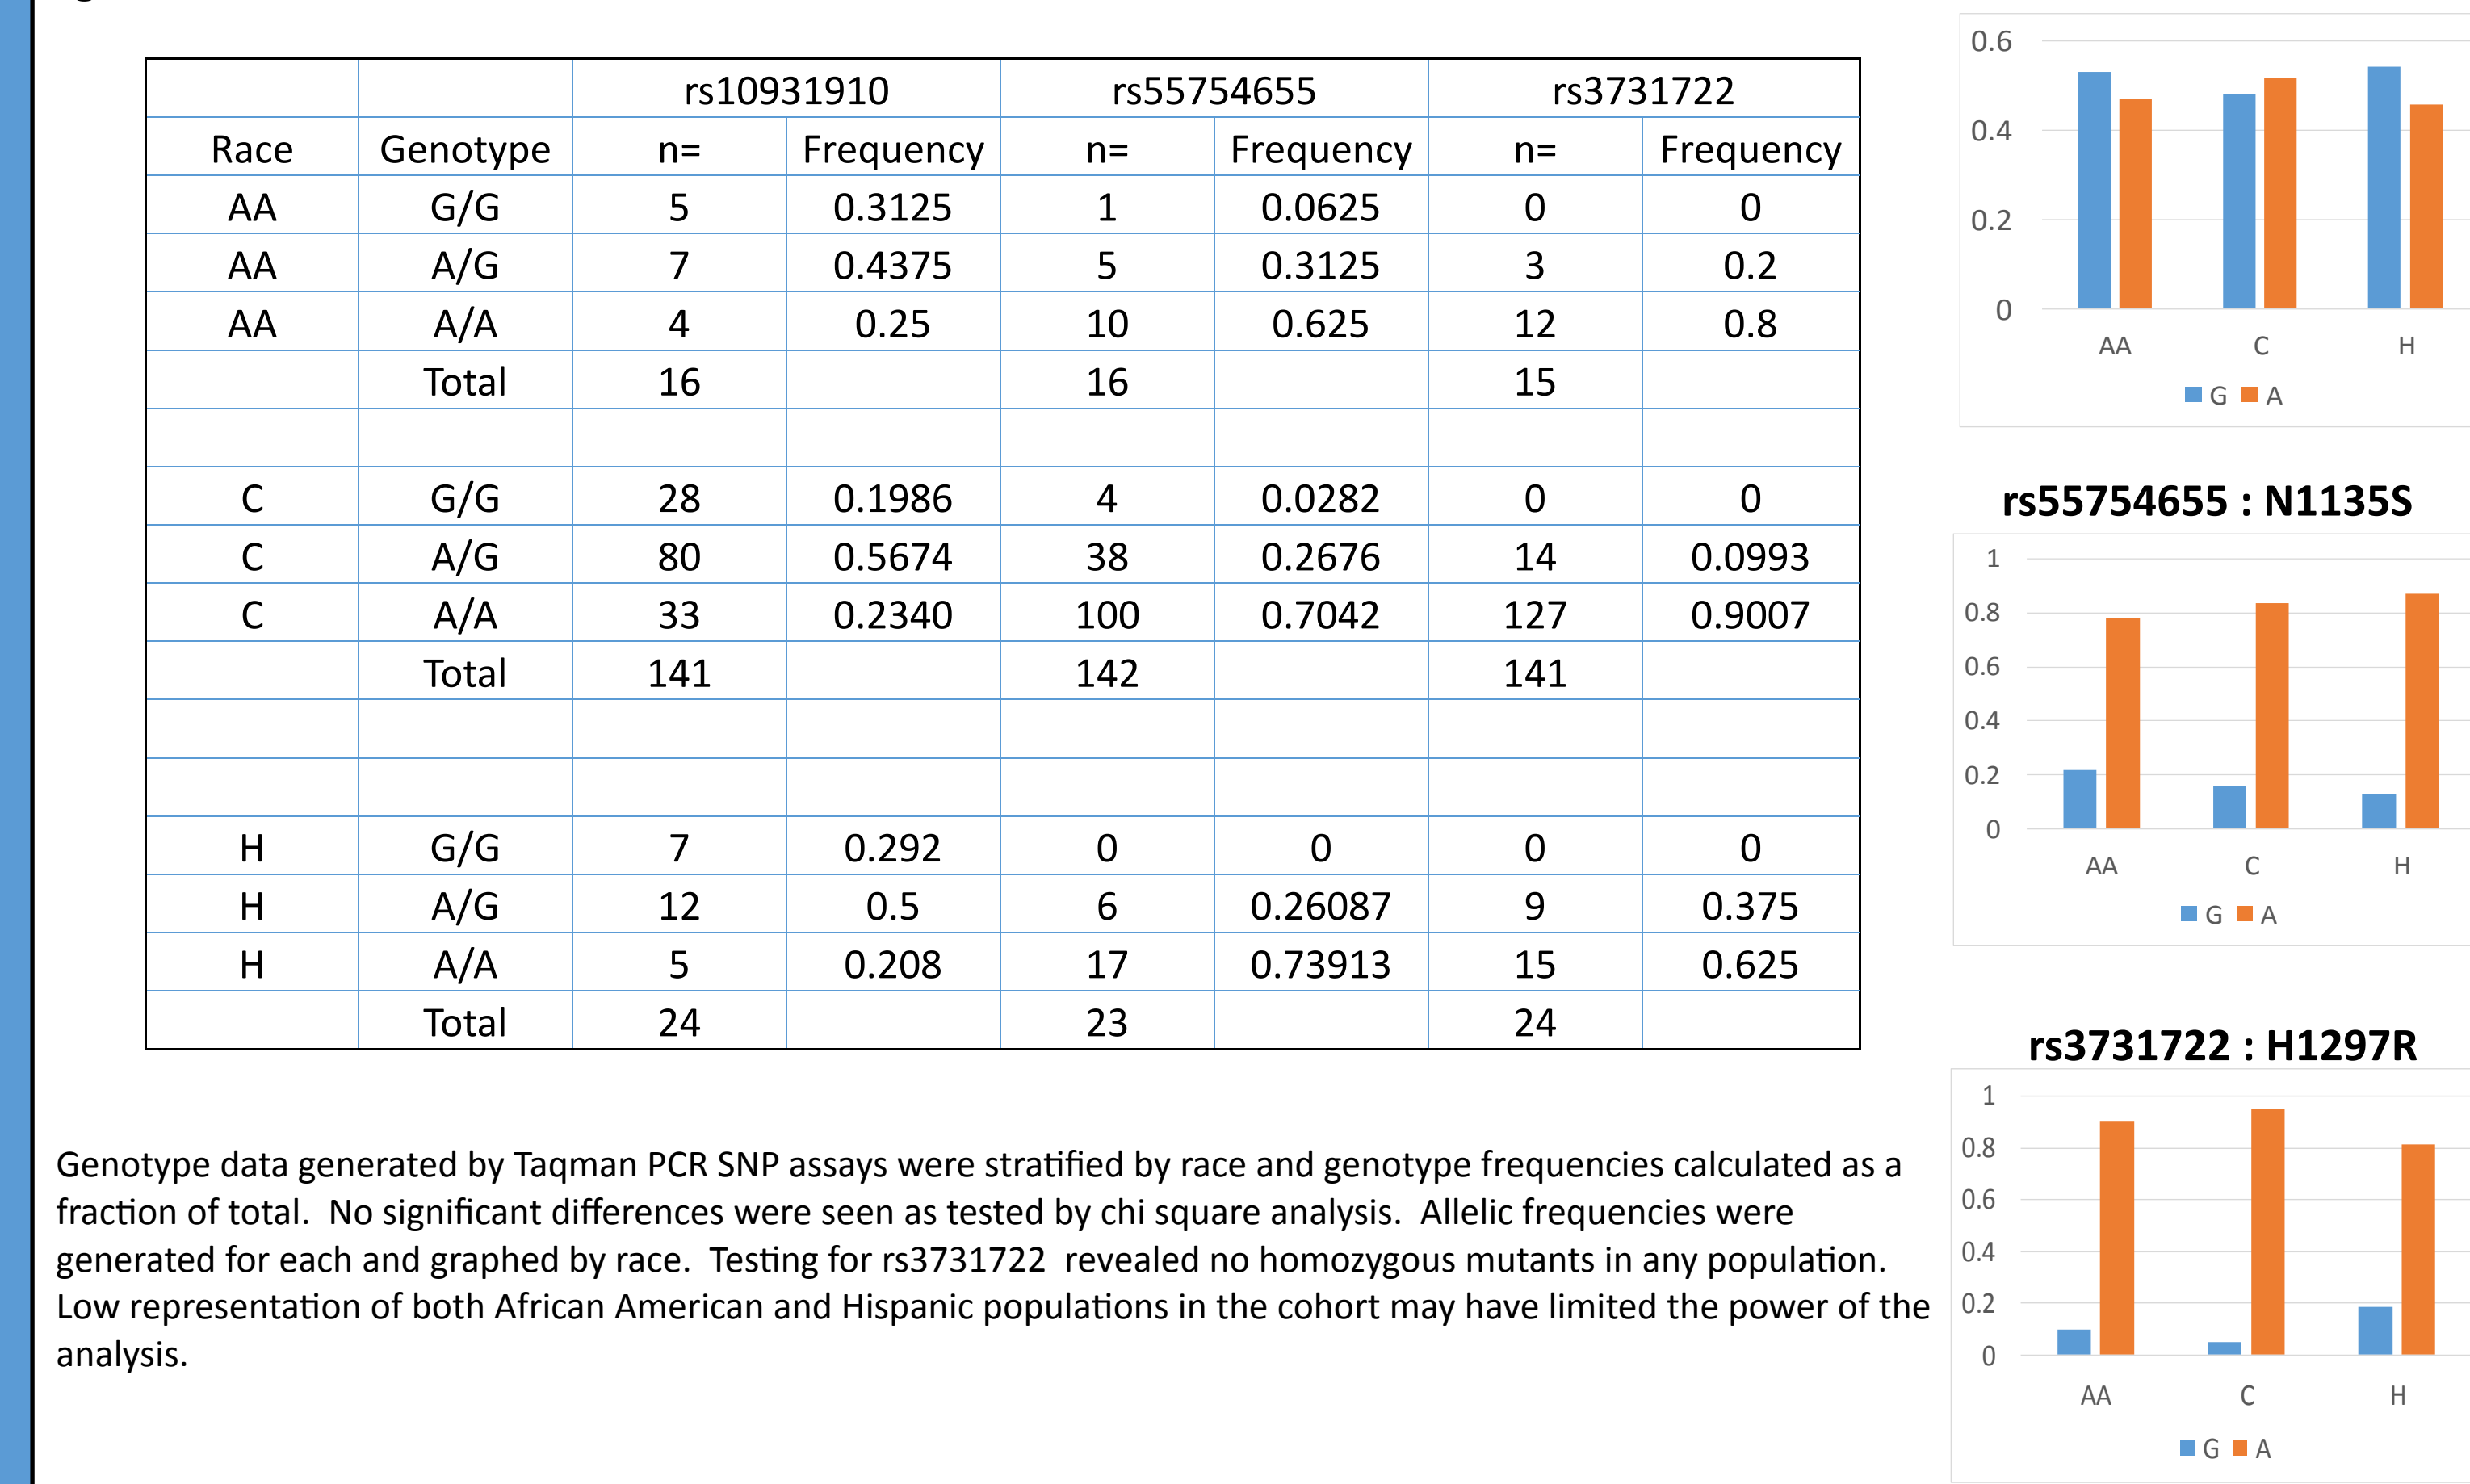 rs10931910 rs55754655 rs3731722
Race Genotype n= Frequency n= Frequency n= Frequency
AA G/G 5 0.3125 1 0.0625 0 0
AA A/G 7 0.4375 5 0.3125 3 0.2
AA A/A 4 0.25 10 0.625 12 0.8
Total 16 16 15
C G/G 28 0.1986 4 0.0282 0 0
C A/G 80 0.5674 38 0.2676 14 0.0993
C A/A 33 0.2340 100 0.7042 127 0.9007
Total 141 142 141
H G/G 7 0.292 0 0 0 0
H A/G 12 0.5 6 0.26087 9 0.375
H A/A 5 0.208 17 0.73913 15 0.625
Total 24 23 24
Genotype data generated by Taqman PCR SNP assays were stratified by race and genotype frequencies calculated as a
fraction of total.  No significant differences were seen as tested by chi square analysis.  Allelic frequencies were
generated for each and graphed by race.  Testing for rs3731722  revealed no homozygous mutants in any population.
Low representation of both African American and Hispanic populations in the cohort may have limited the power of the
analysis.
0.6
0.4
0.2
0
AA C H
G A
rs55754655 : N1135S
1
0.8
0.6
0.4
0.2
0
AA C H
G A
rs3731722 : H1297R
1
0.8
0.6
0.4
0.2
0
AA C H
G A